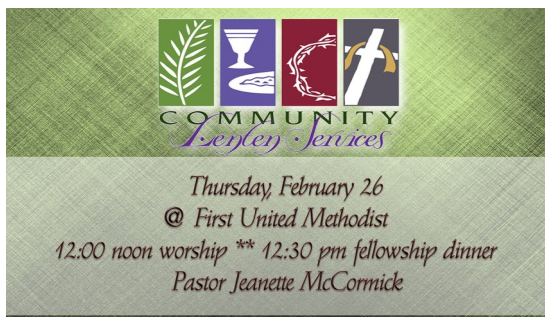 COMMUNITY
Lenten Services
Thursday, February 26
@ First United Methodist
12:00 noon worship ** 12:30 pm fellowship dinner
Pastor Jeanette McCormick